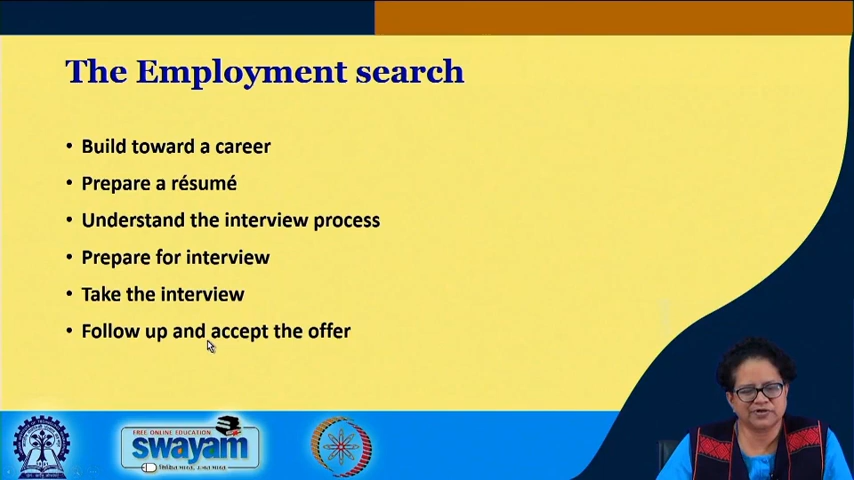 The Employment search
• Build toward a career
• Prepare a résumé
• Understand the interview process
• Prepare for interview
• Take the interview
• Follow up and accept the offer
FREE ONLINE EDUCATION
swayam